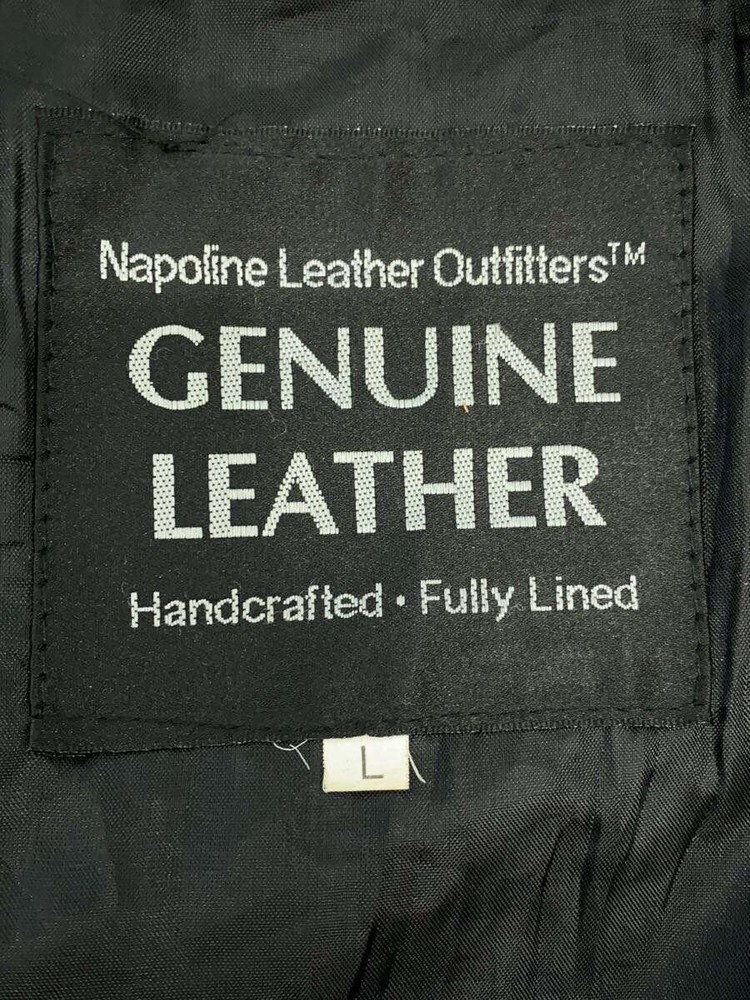 Napoline Leather Outfitters™
GENUINE
LEATHER
Handcrafted • Fully Lined
L